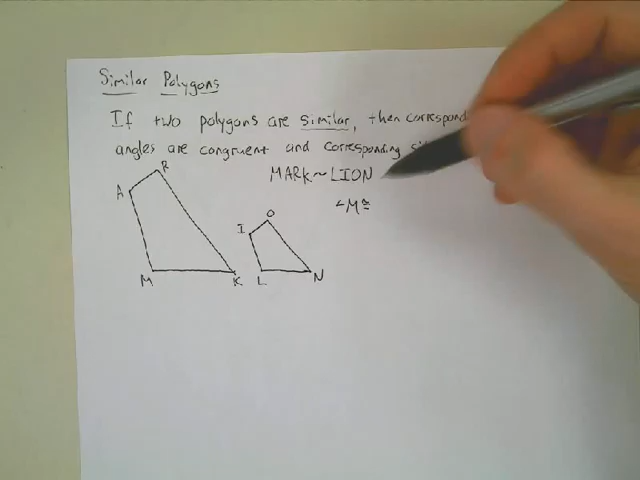 Similar Polygons
If two polygons are similar, then correspond
angles are congruent and corresponding
MARK~LION
∠M≅
R
A
O
I
M
K
L
N